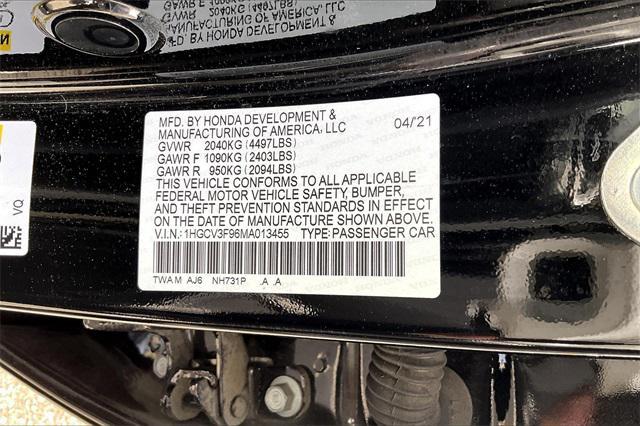 MFD. BY HONDA DEVELOPMENT &
MANUFACTURING OF AMERICA, LLC 04/21
GVWR 2040KG (4497LBS)
GAWR F 1090KG (2403LBS)
GAWR R 950KG (2094LBS)
THIS VEHICLE CONFORMS TO ALL APPLICABLE
FEDERAL MOTOR VEHICLE SAFETY, BUMPER,
AND THEFT PREVENTION STANDARDS IN EFFECT
ON THE DATE OF MANUFACTURE SHOWN ABOVE.
V.I.N.: 1HGCV3F96MA013455 TYPE: PASSENGER CAR
TWA M AJ6 NH731P .A .A
VQ